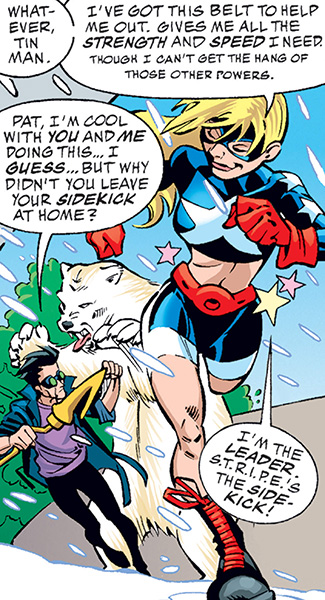 WHAT-
EVER,
TIN
MAN.
I'VE GOT THIS BELT TO HELP
ME OUT. GIVES ME ALL THE
STRENGTH AND SPEED I NEED.
THOUGH I CAN'T GET THE HANG OF
THOSE OTHER POWERS.
PAT, I'M COOL
WITH YOU AND ME
DOING THIS... I
GUESS... BUT WHY
DIDN'T YOU LEAVE
YOUR SIDEKICK
AT HOME?
I'M THE
LEADER.
S.T.R.I.P.E.'S
THE SIDE-
KICK!